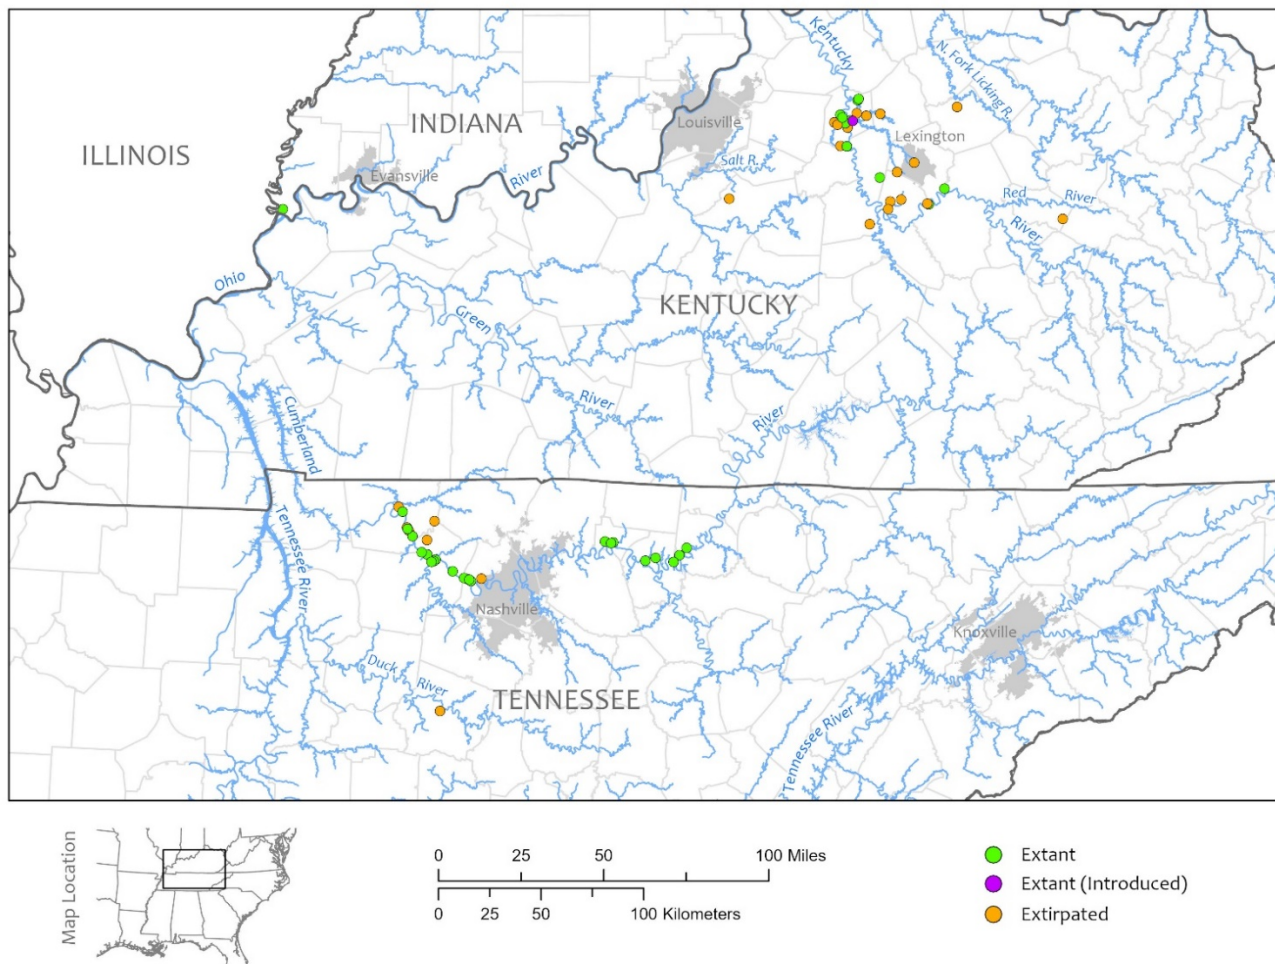 Kentucky
N. Fork Licking R.
INDIANA
Louisville
ILLINOIS
Lexington
Salt R.
Evansville
River
Red
River
River
Ohio
KENTUCKY
Green
River
River
Cumberland
Tennessee River
Nashville
Knoxville
Duck
River
TENNESSEE
Tennessee River
Map Location
0 25 50 100 Miles
0 25 50 100 Kilometers
Extant
Extant (Introduced)
Extirpated